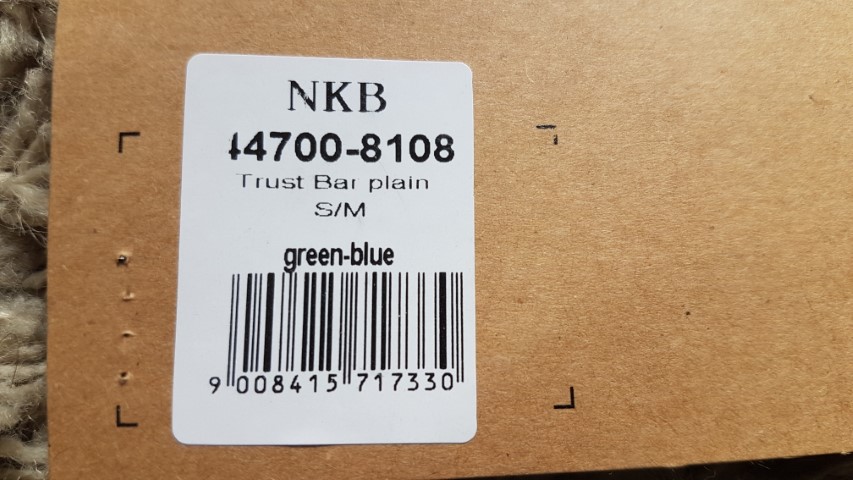 NKB
44700-8108
Trust Bar plain
S/M
green-blue
9 008415 717330